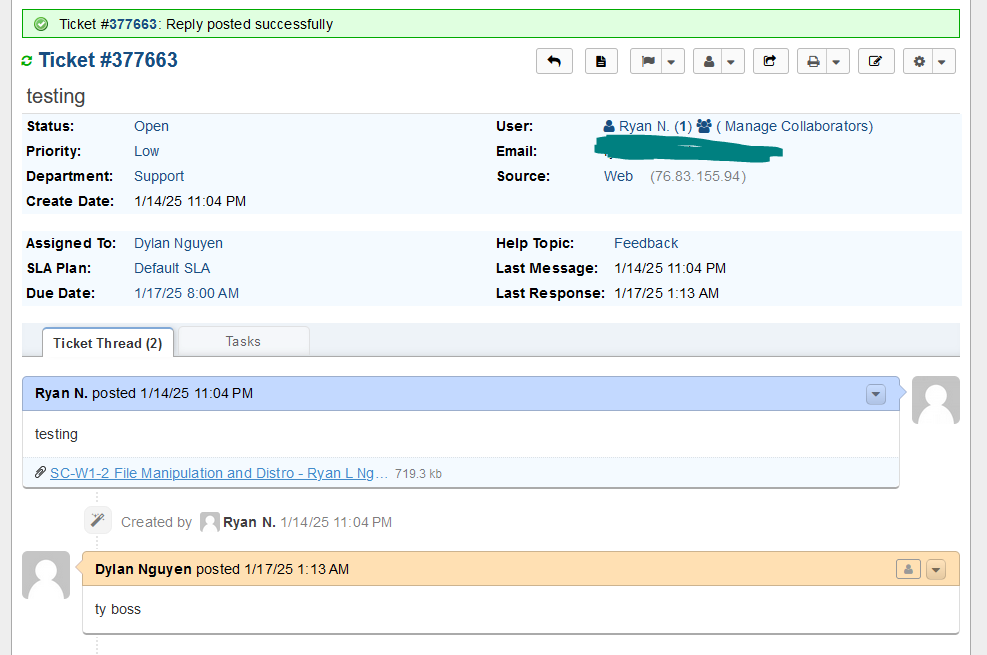 Ticket #377663: Reply posted successfully
Ticket #377663
testing
Status: Open
Priority: Low
Department: Support
Create Date: 1/14/25 11:04 PM
User: Ryan N. (1) ( Manage Collaborators)
Email:
Source: Web (76.83.155.94)
Assigned To: Dylan Nguyen
SLA Plan: Default SLA
Due Date: 1/17/25 8:00 AM
Help Topic: Feedback
Last Message: 1/14/25 11:04 PM
Last Response: 1/17/25 1:13 AM
Ticket Thread (2)
Tasks
Ryan N. posted 1/14/25 11:04 PM
testing
SC-W1-2 File Manipulation and Distro - Ryan L Ng… 719.3 kb
Created by Ryan N. 1/14/25 11:04 PM
Dylan Nguyen posted 1/17/25 1:13 AM
ty boss